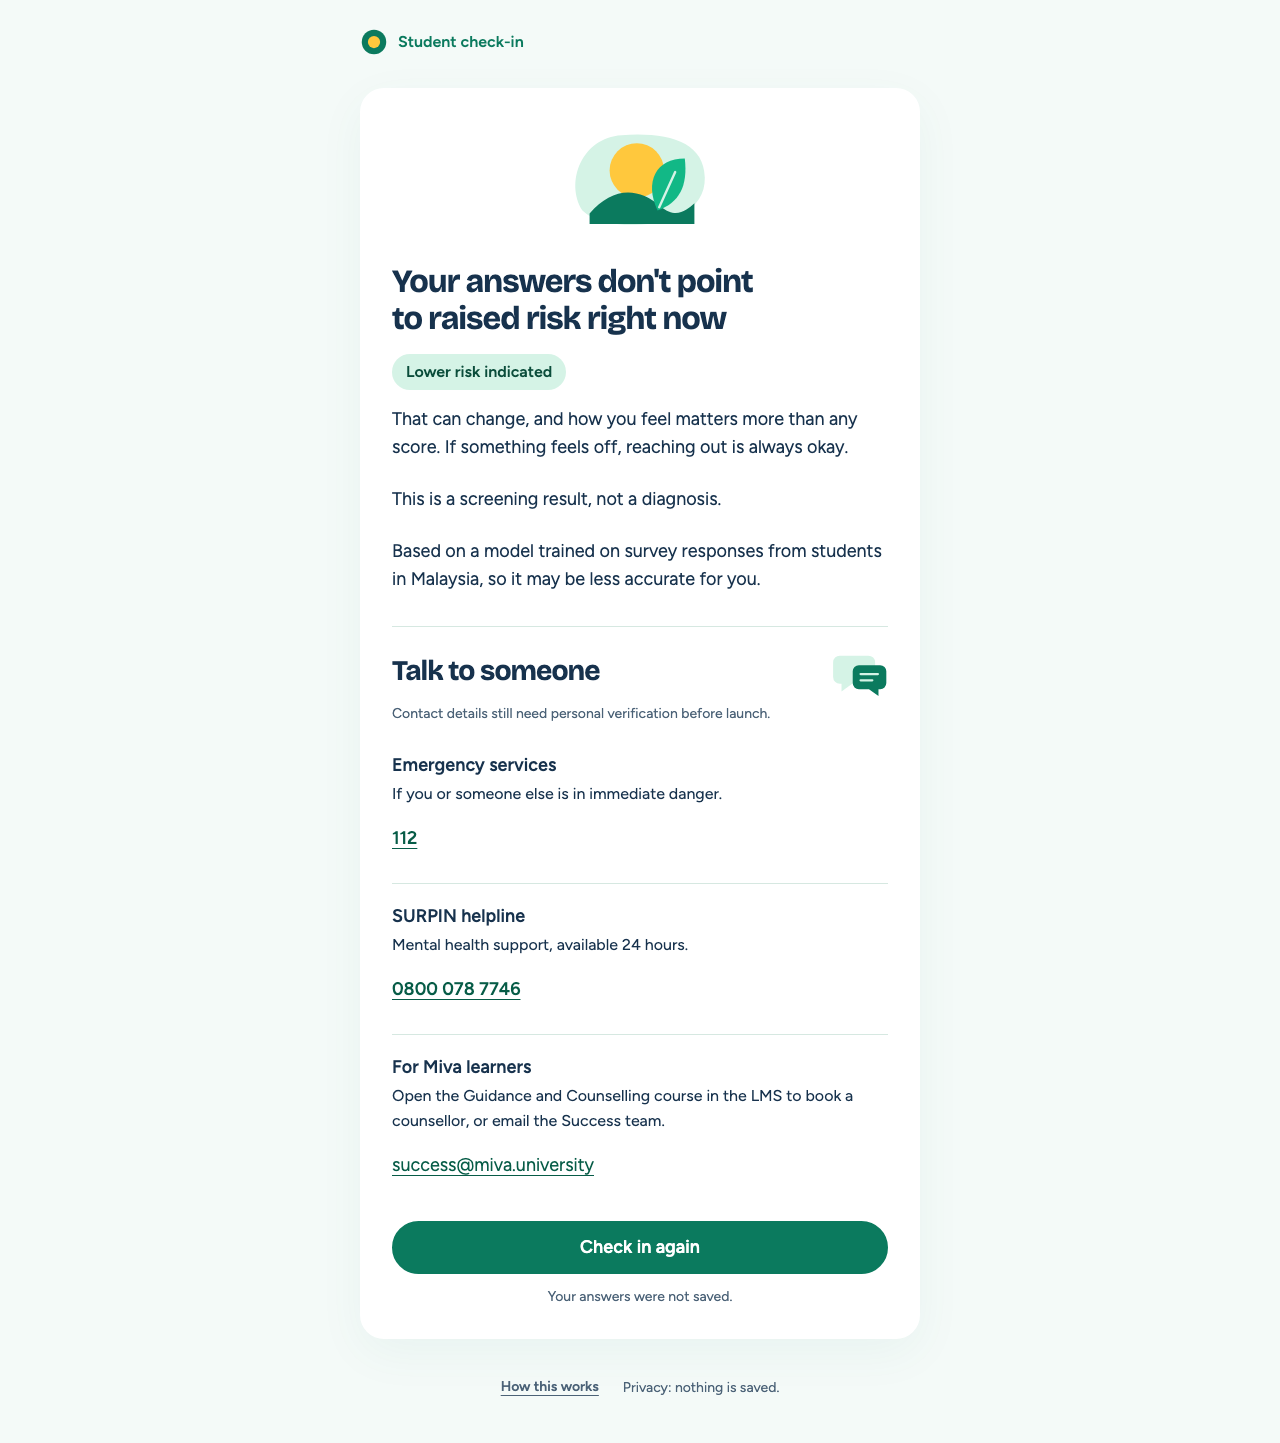 Student check-in
Your answers don't point
to raised risk right now
Lower risk indicated
That can change, and how you feel matters more than any
score. If something feels off, reaching out is always okay.
This is a screening result, not a diagnosis.
Based on a model trained on survey responses from students
in Malaysia, so it may be less accurate for you.
Talk to someone
Contact details still need personal verification before launch.
Emergency services
If you or someone else is in immediate danger.
112
SURPIN helpline
Mental health support, available 24 hours.
0800 078 7746
For Miva learners
Open the Guidance and Counselling course in the LMS to book a
counsellor, or email the Success team.
success@miva.university
Check in again
Your answers were not saved.
How this works Privacy: nothing is saved.